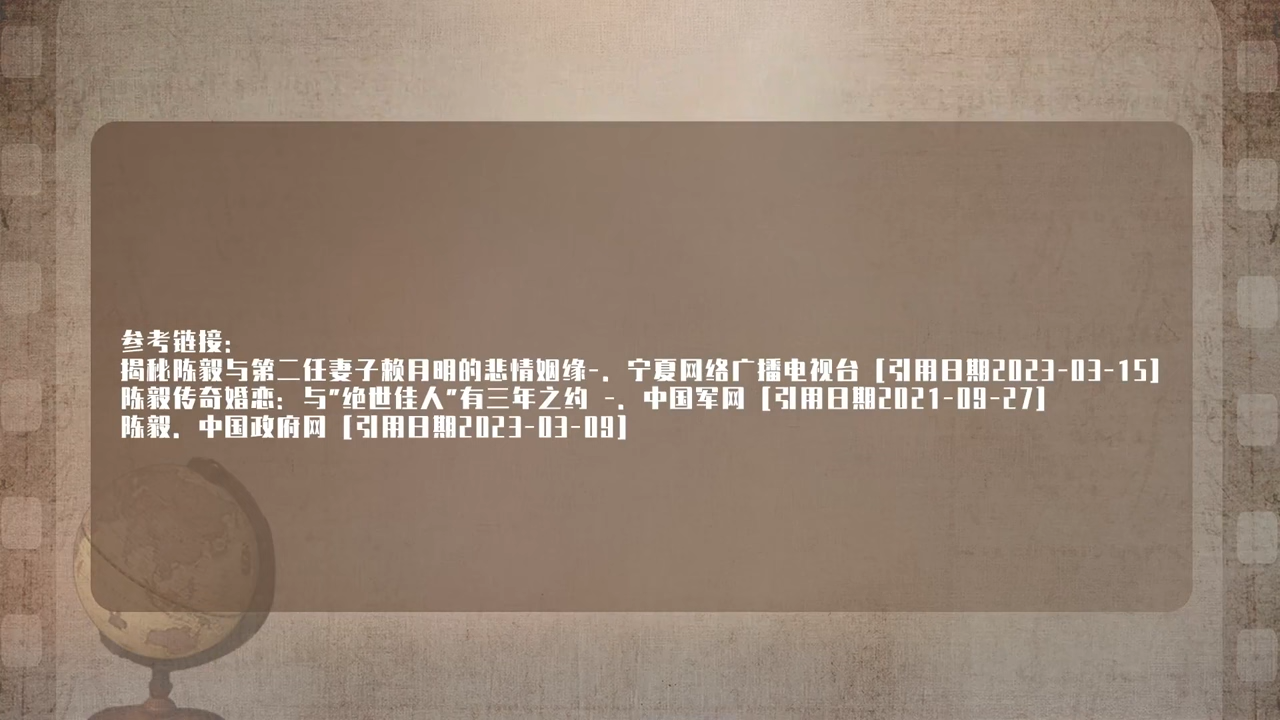 参考链接:
揭秘陈毅与第二任妻子赖月明的悲情姻缘-. 宁夏网络广播电视台 [引用日期2023-03-15]
陈毅传奇婚恋: 与"绝世佳人"有三年之约 -. 中国军网 [引用日期2021-09-27]
陈毅. 中国政府网 [引用日期2023-03-09]